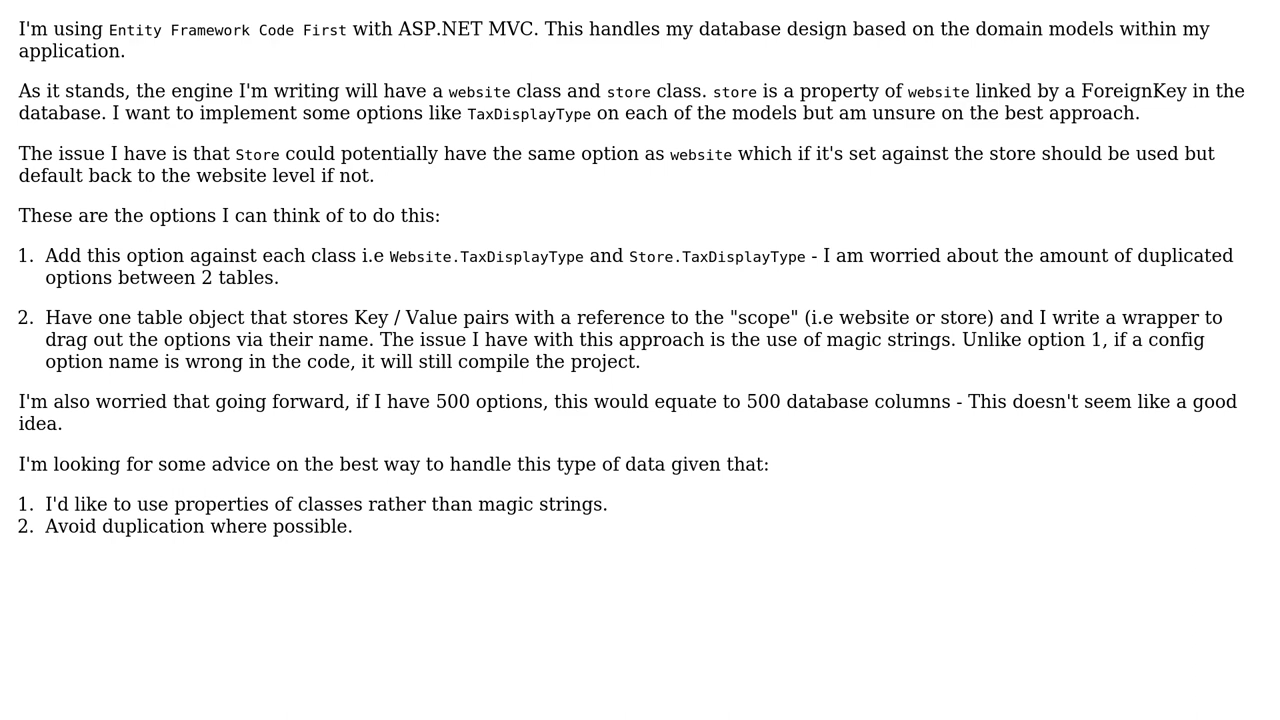 I'm using Entity Framework Code First with ASP.NET MVC. This handles my database design based on the domain models within my
application.
As it stands, the engine I'm writing will have a website class and store class. store is a property of website linked by a ForeignKey in the
database. I want to implement some options like TaxDisplayType on each of the models but am unsure on the best approach.
The issue I have is that Store could potentially have the same option as website which if it's set against the store should be used but
default back to the website level if not.
These are the options I can think of to do this:
1. Add this option against each class i.e Website.TaxDisplayType and Store.TaxDisplayType - I am worried about the amount of duplicated
options between 2 tables.
2. Have one table object that stores Key / Value pairs with a reference to the "scope" (i.e website or store) and I write a wrapper to
drag out the options via their name. The issue I have with this approach is the use of magic strings. Unlike option 1, if a config
option name is wrong in the code, it will still compile the project.
I'm also worried that going forward, if I have 500 options, this would equate to 500 database columns - This doesn't seem like a good
idea.
I'm looking for some advice on the best way to handle this type of data given that:
1. I'd like to use properties of classes rather than magic strings.
2. Avoid duplication where possible.